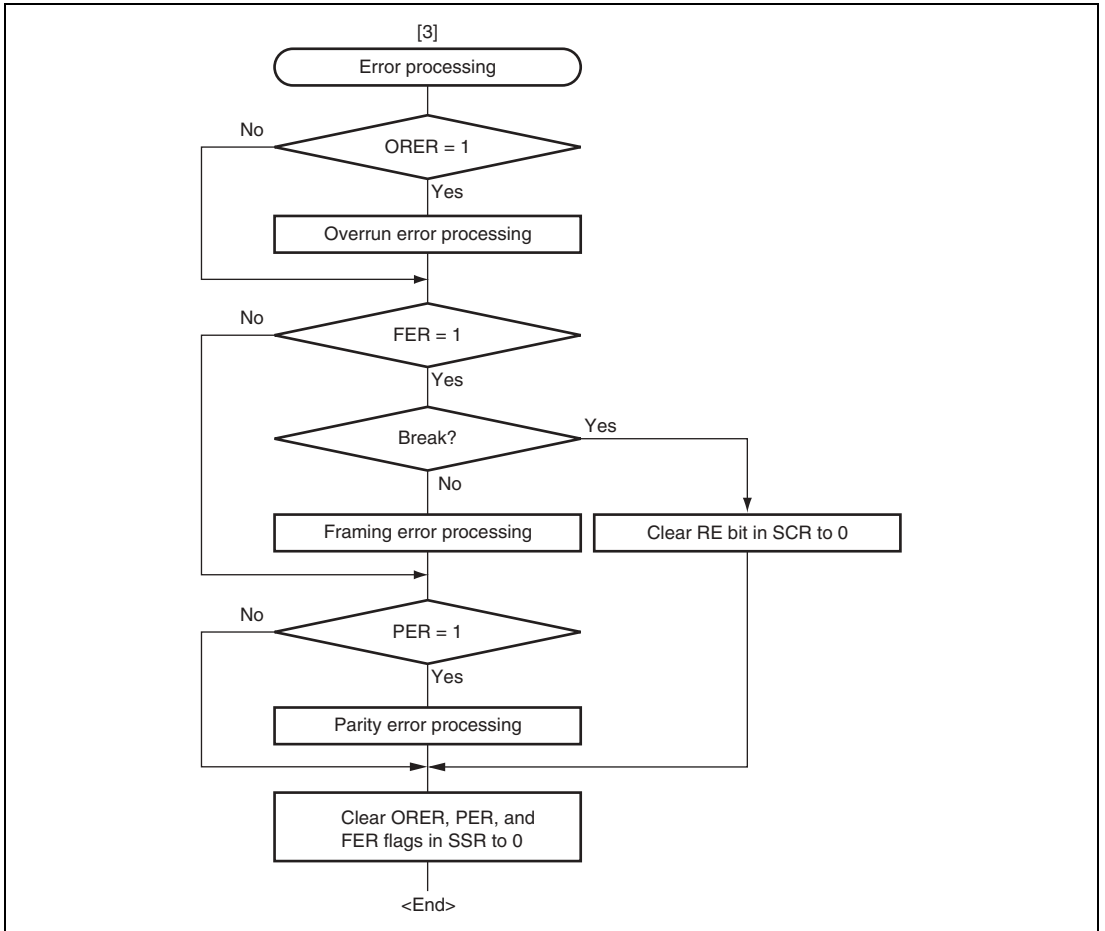 [3]
Error processing
No
ORER = 1
Yes
Overrun error processing
No
FER = 1
Yes
Break?
Yes
No
Framing error processing
Clear RE bit in SCR to 0
No
PER = 1
Yes
Parity error processing
Clear ORER, PER, and
FER flags in SSR to 0
<End>